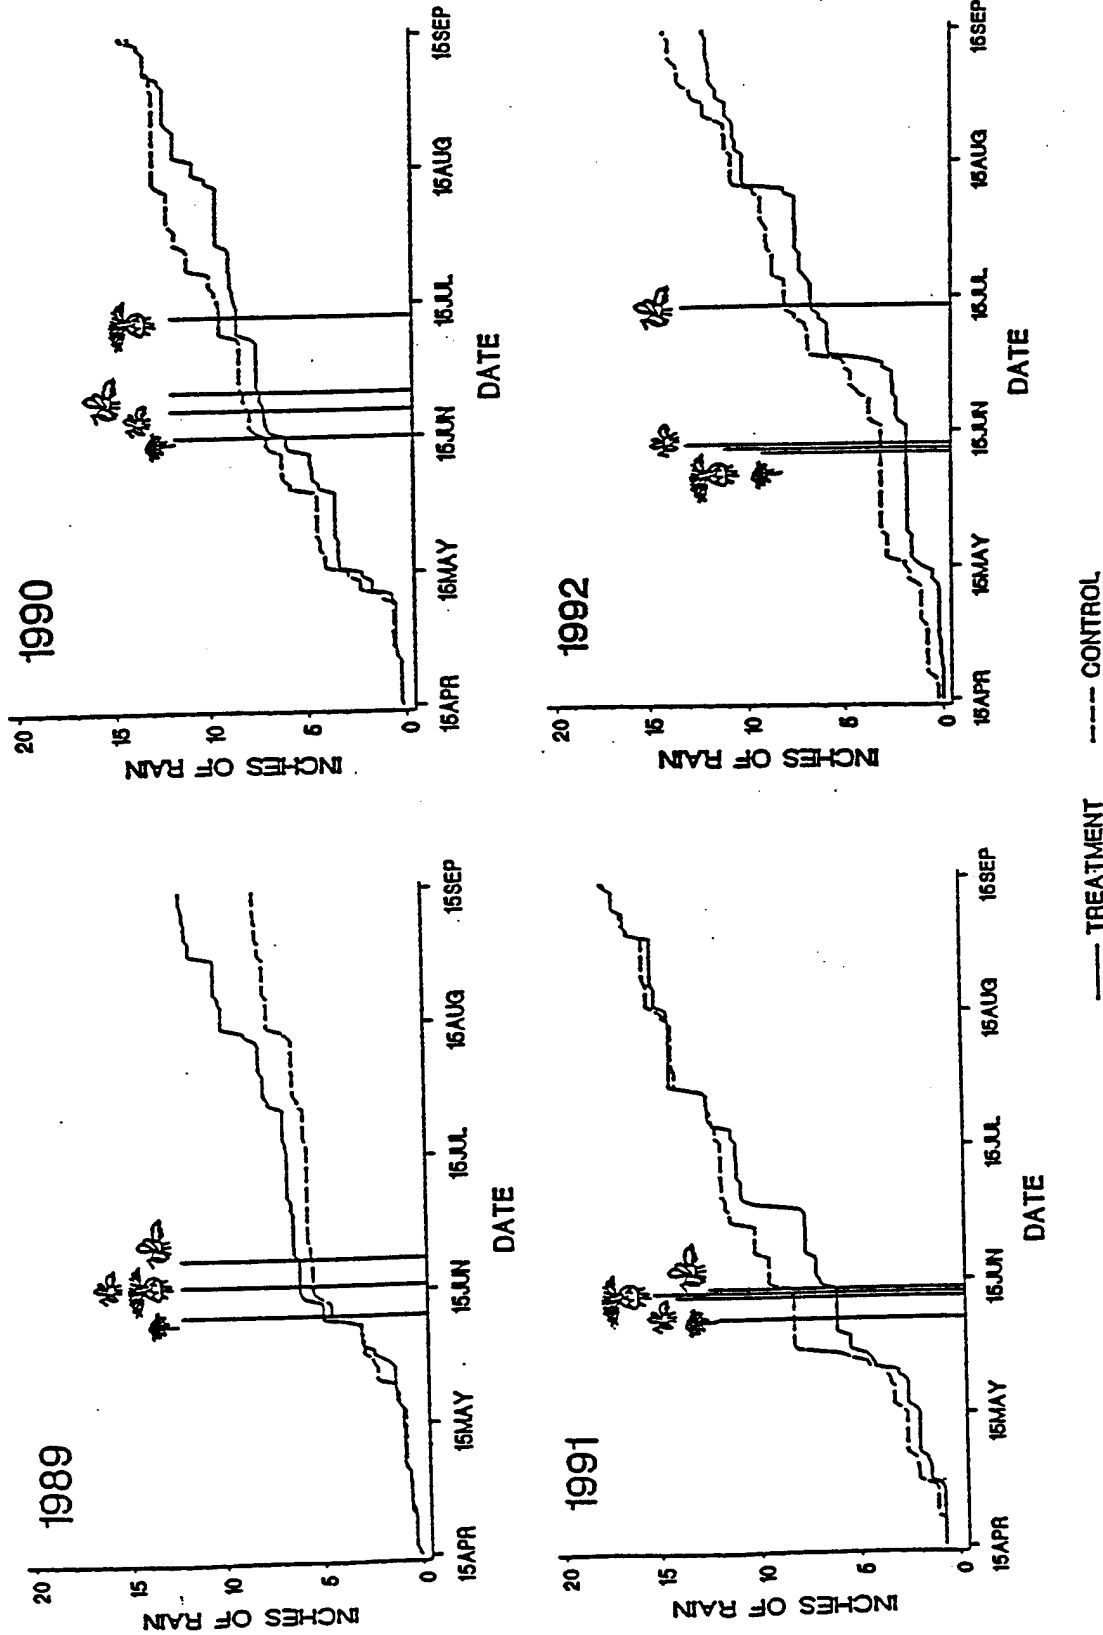 1989
INCHES OF RAIN
20
15
10
5
0
15APR
15MAY
15JUN
15JUL
15AUG
15SEP
DATE
1990
INCHES OF RAIN
20
15
10
5
0
15APR
15MAY
15JUN
15JUL
15AUG
15SEP
DATE
1991
INCHES OF RAIN
20
15
10
5
0
15APR
15MAY
15JUN
15JUL
15AUG
15SEP
DATE
1992
INCHES OF RAIN
20
15
10
5
0
15APR
15MAY
15JUN
15JUL
15AUG
15SEP
DATE
TREATMENT ---- CONTROL